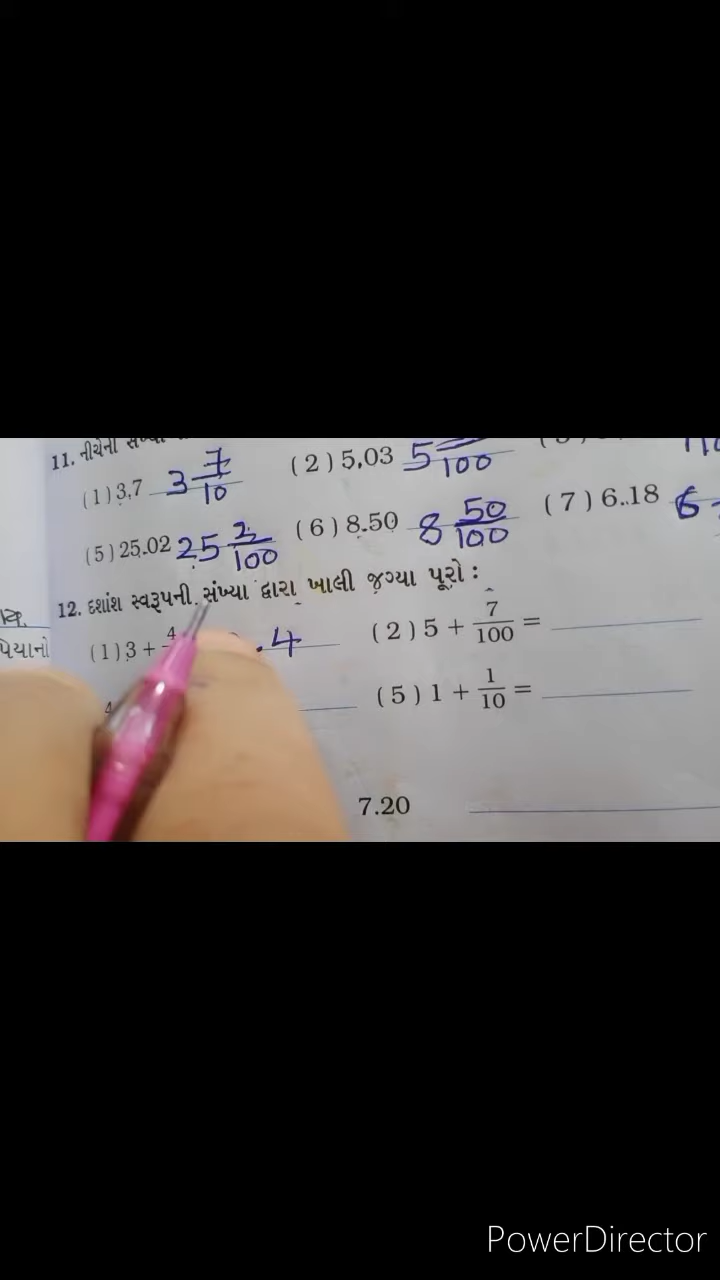 11. નીચેની
(1) 3.7 3 7/10 (2) 5.03 5 /100
(5) 25.02 25 2/100 (6) 8.50 8 50/100 (7) 6.18 6
12. દશાંશ સ્વરૂપની સંખ્યા દ્વારા ખાલી જગ્યા પૂરો :
(1) 3 + 4 .4 (2) 5 + 7/100 =
(5) 1 + 1/10 =
7.20
PowerDirector